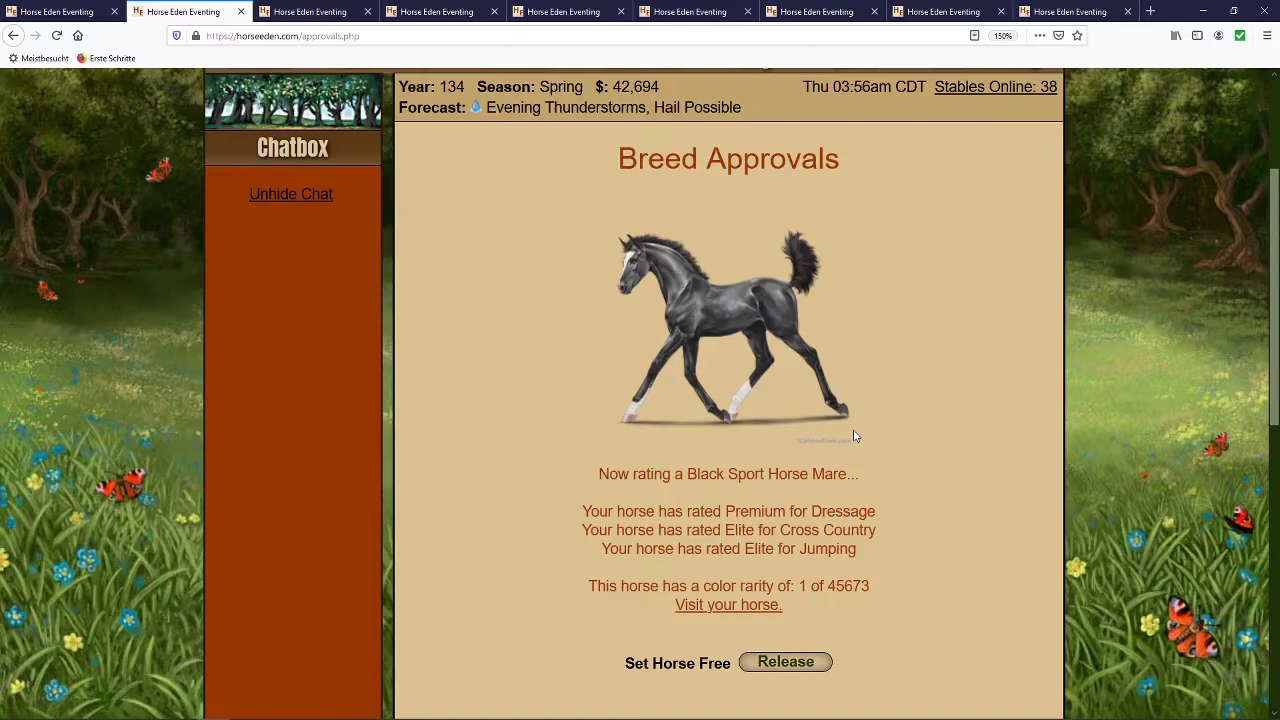 Horse Eden Eventing Horse Eden Eventing Horse Eden Eventing Horse Eden Eventing Horse Eden Eventing Horse Eden Eventing Horse Eden Eventing Horse Eden Eventing Horse Eden Eventing
https://horseeden.com/approvals.php 150%
Meistbesucht Erste Schritte
Year: 134 Season: Spring $: 42,694 Thu 03:56am CDT Stables Online: 38
Forecast: Evening Thunderstorms, Hail Possible
Chatbox
Unhide Chat
Breed Approvals
Now rating a Black Sport Horse Mare...
Your horse has rated Premium for Dressage
Your horse has rated Elite for Cross Country
Your horse has rated Elite for Jumping
This horse has a color rarity of: 1 of 45673
Visit your horse.
Set Horse Free Release